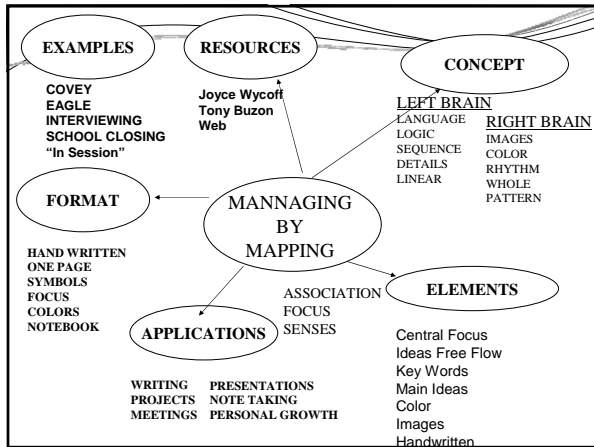 EXAMPLES
COVEY
EAGLE
INTERVIEWING
SCHOOL CLOSING
“In Session”
RESOURCES
Joyce Wycoff
Tony Buzon
Web
CONCEPT
LEFT BRAIN
LANGUAGE
LOGIC
SEQUENCE
DETAILS
LINEAR
RIGHT BRAIN
IMAGES
COLOR
RHYTHM
WHOLE
PATTERN
FORMAT
HAND WRITTEN
ONE PAGE
SYMBOLS
FOCUS
COLORS
NOTEBOOK
MANNAGING
BY
MAPPING
ASSOCIATION
FOCUS
SENSES
APPLICATIONS
WRITING PRESENTATIONS
PROJECTS NOTE TAKING
MEETINGS PERSONAL GROWTH
ELEMENTS
Central Focus
Ideas Free Flow
Key Words
Main Ideas
Color
Images
Handwritten